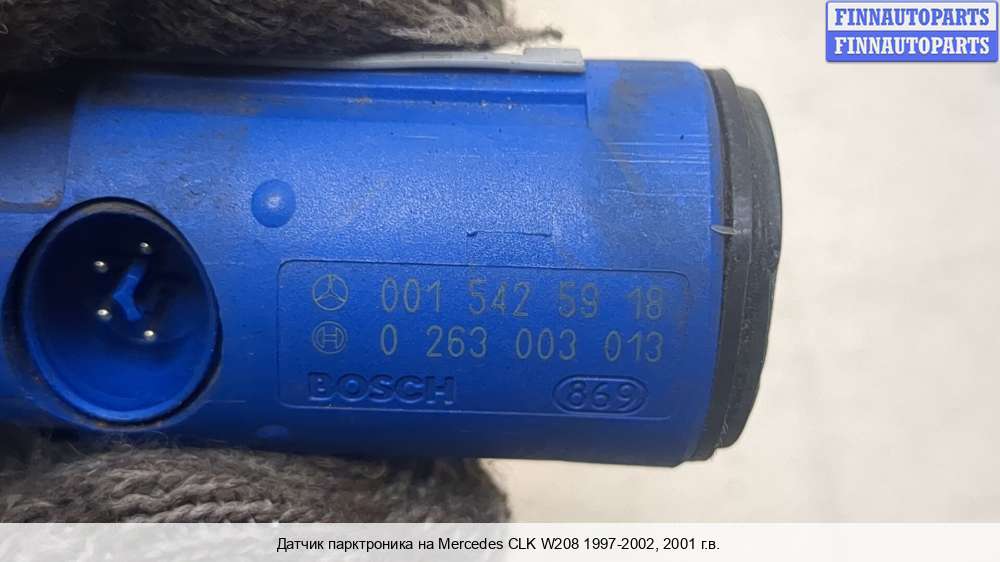 FINNAUTOPARTS
FINNAUTOPARTS
001 542 59 18
0 263 003 013
BOSCH
869
Датчик парктроника на Mercedes CLK W208 1997-2002, 2001 г.в.